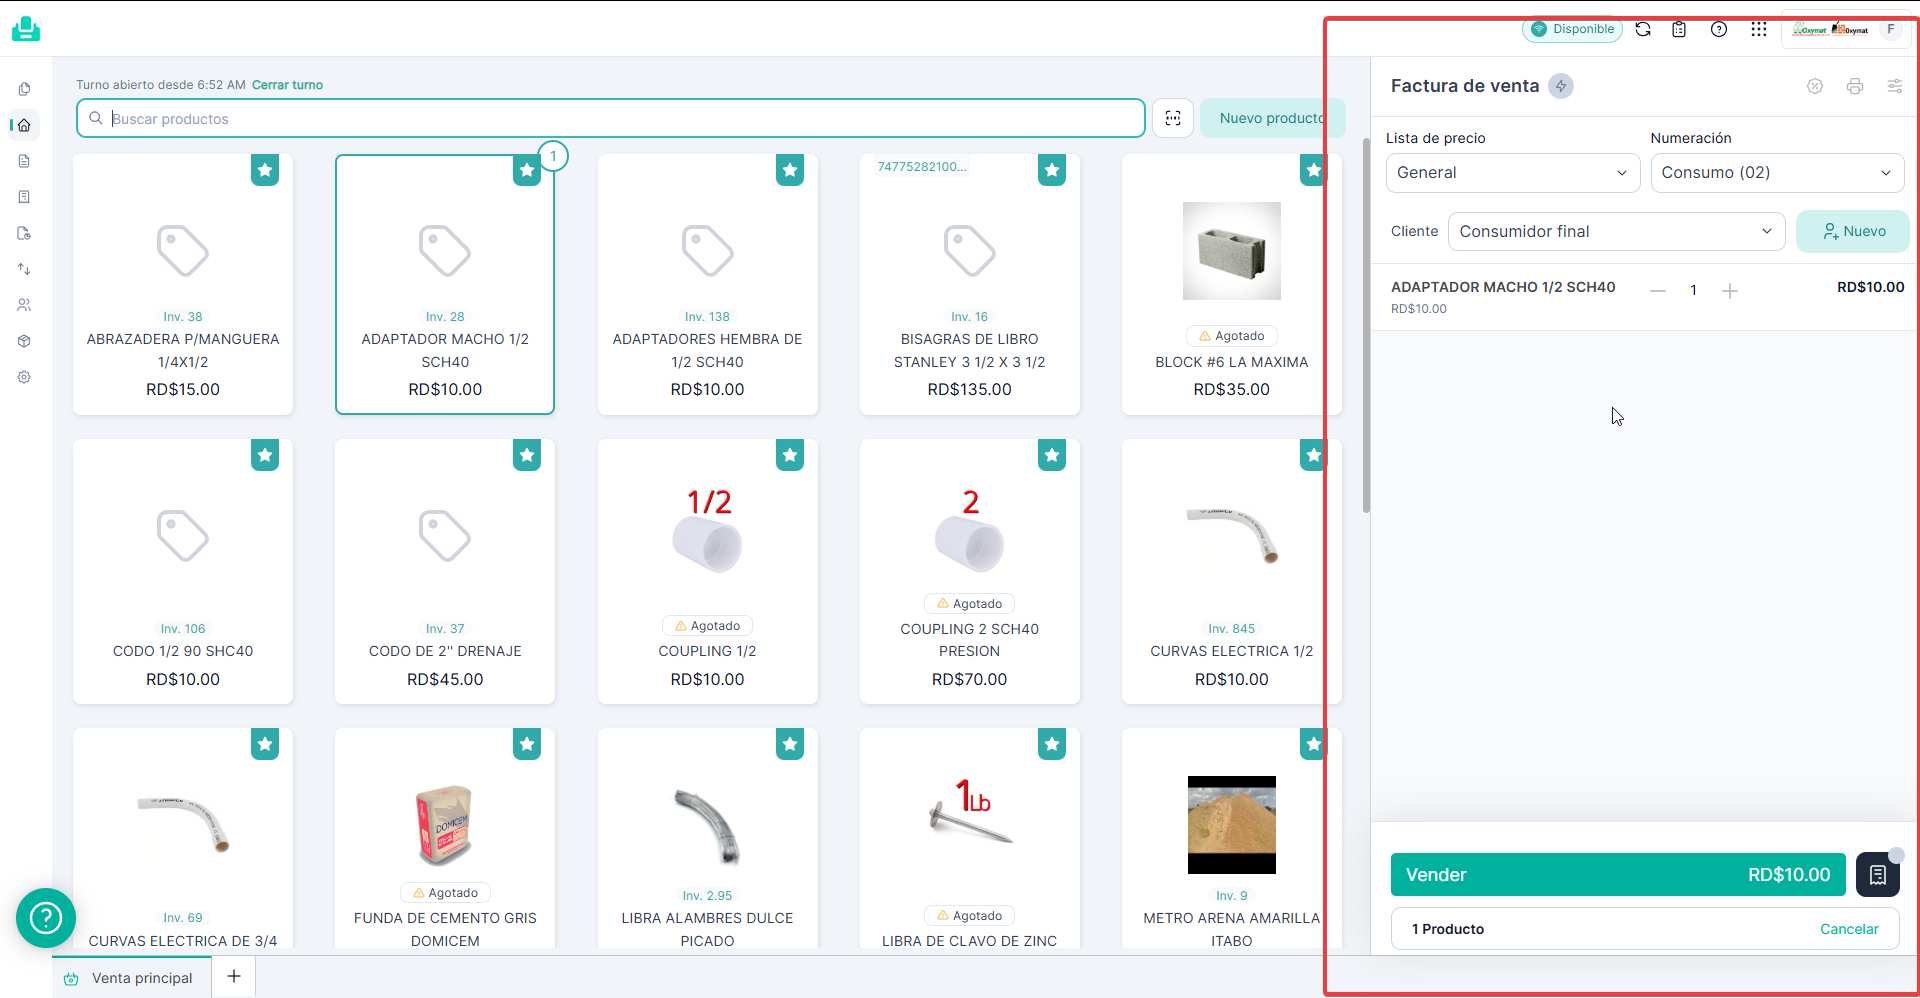 Disponible
Oxymat
Oxymat
F
Turno abierto desde 6:52 AM Cerrar turno
Buscar productos
Nuevo producto
Inv. 38
ABRAZADERA P/MANGUERA
1/4X1/2
RD$15.00
1
Inv. 28
ADAPTADOR MACHO 1/2
SCH40
RD$10.00
Inv. 138
ADAPTADORES HEMBRA DE
1/2 SCH40
RD$10.00
74775282100...
Inv. 16
BISAGRAS DE LIBRO
STANLEY 3 1/2 X 3 1/2
RD$135.00
Agotado
BLOCK #6 LA MAXIMA
RD$35.00
Inv. 106
CODO 1/2 90 SHC40
RD$10.00
Inv. 37
CODO DE 2'' DRENAJE
RD$45.00
1/2
Agotado
COUPLING 1/2
RD$10.00
2
Agotado
COUPLING 2 SCH40
PRESION
RD$70.00
Inv. 845
CURVAS ELECTRICA 1/2
RD$10.00
Inv. 69
CURVAS ELECTRICA DE 3/4
DOMICEM
Agotado
FUNDA DE CEMENTO GRIS
DOMICEM
Inv. 2.95
LIBRA ALAMBRES DULCE
PICADO
1Lb
Agotado
LIBRA DE CLAVO DE ZINC
Inv. 9
METRO ARENA AMARILLA
ITABO
Venta principal
Factura de venta
Lista de precio
Numeración
General
Consumo (02)
Cliente
Consumidor final
Nuevo
ADAPTADOR MACHO 1/2 SCH40
1
RD$10.00
RD$10.00
Vender
RD$10.00
1 Producto
Cancelar